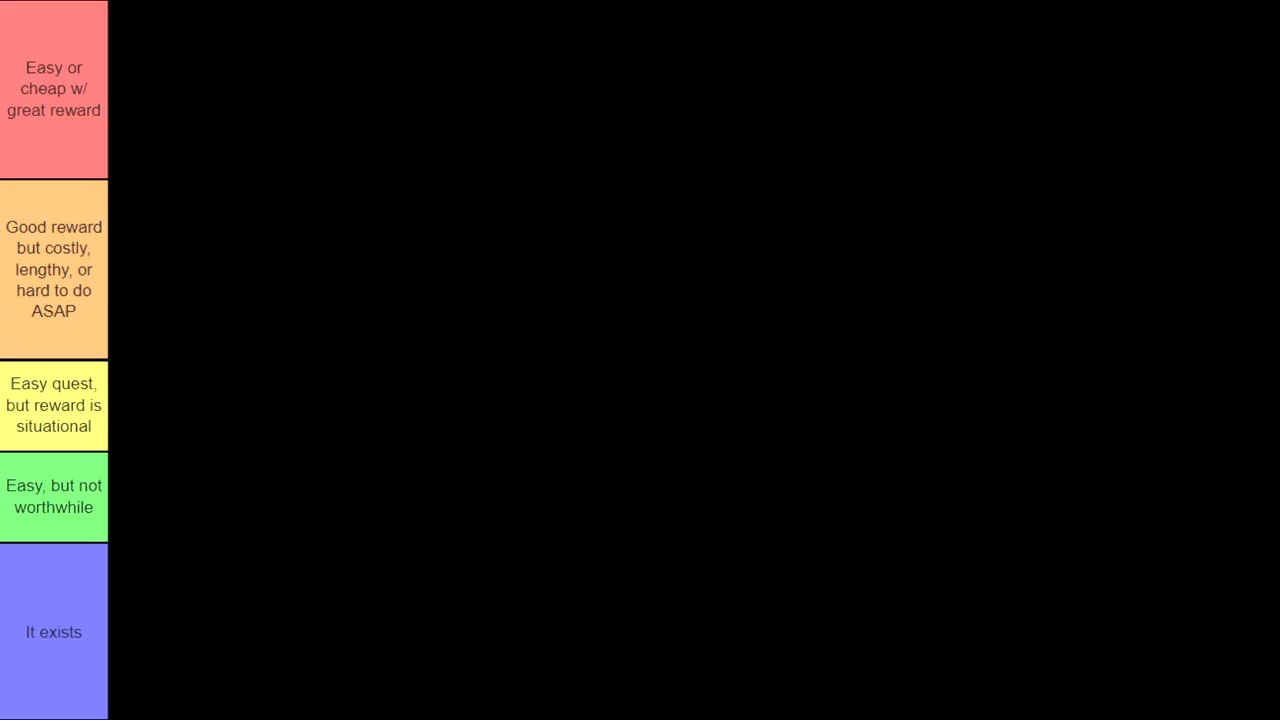 Easy or
cheap w/
great reward
Good reward
but costly,
lengthy, or
hard to do
ASAP
Easy quest,
but reward is
situational
Easy, but not
worthwhile
It exists